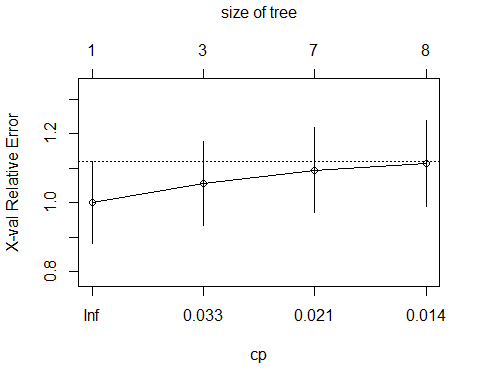 size of tree
1 3 7 8
X-val Relative Error
1.2
1.0
0.8
Inf 0.033 0.021 0.014
cp